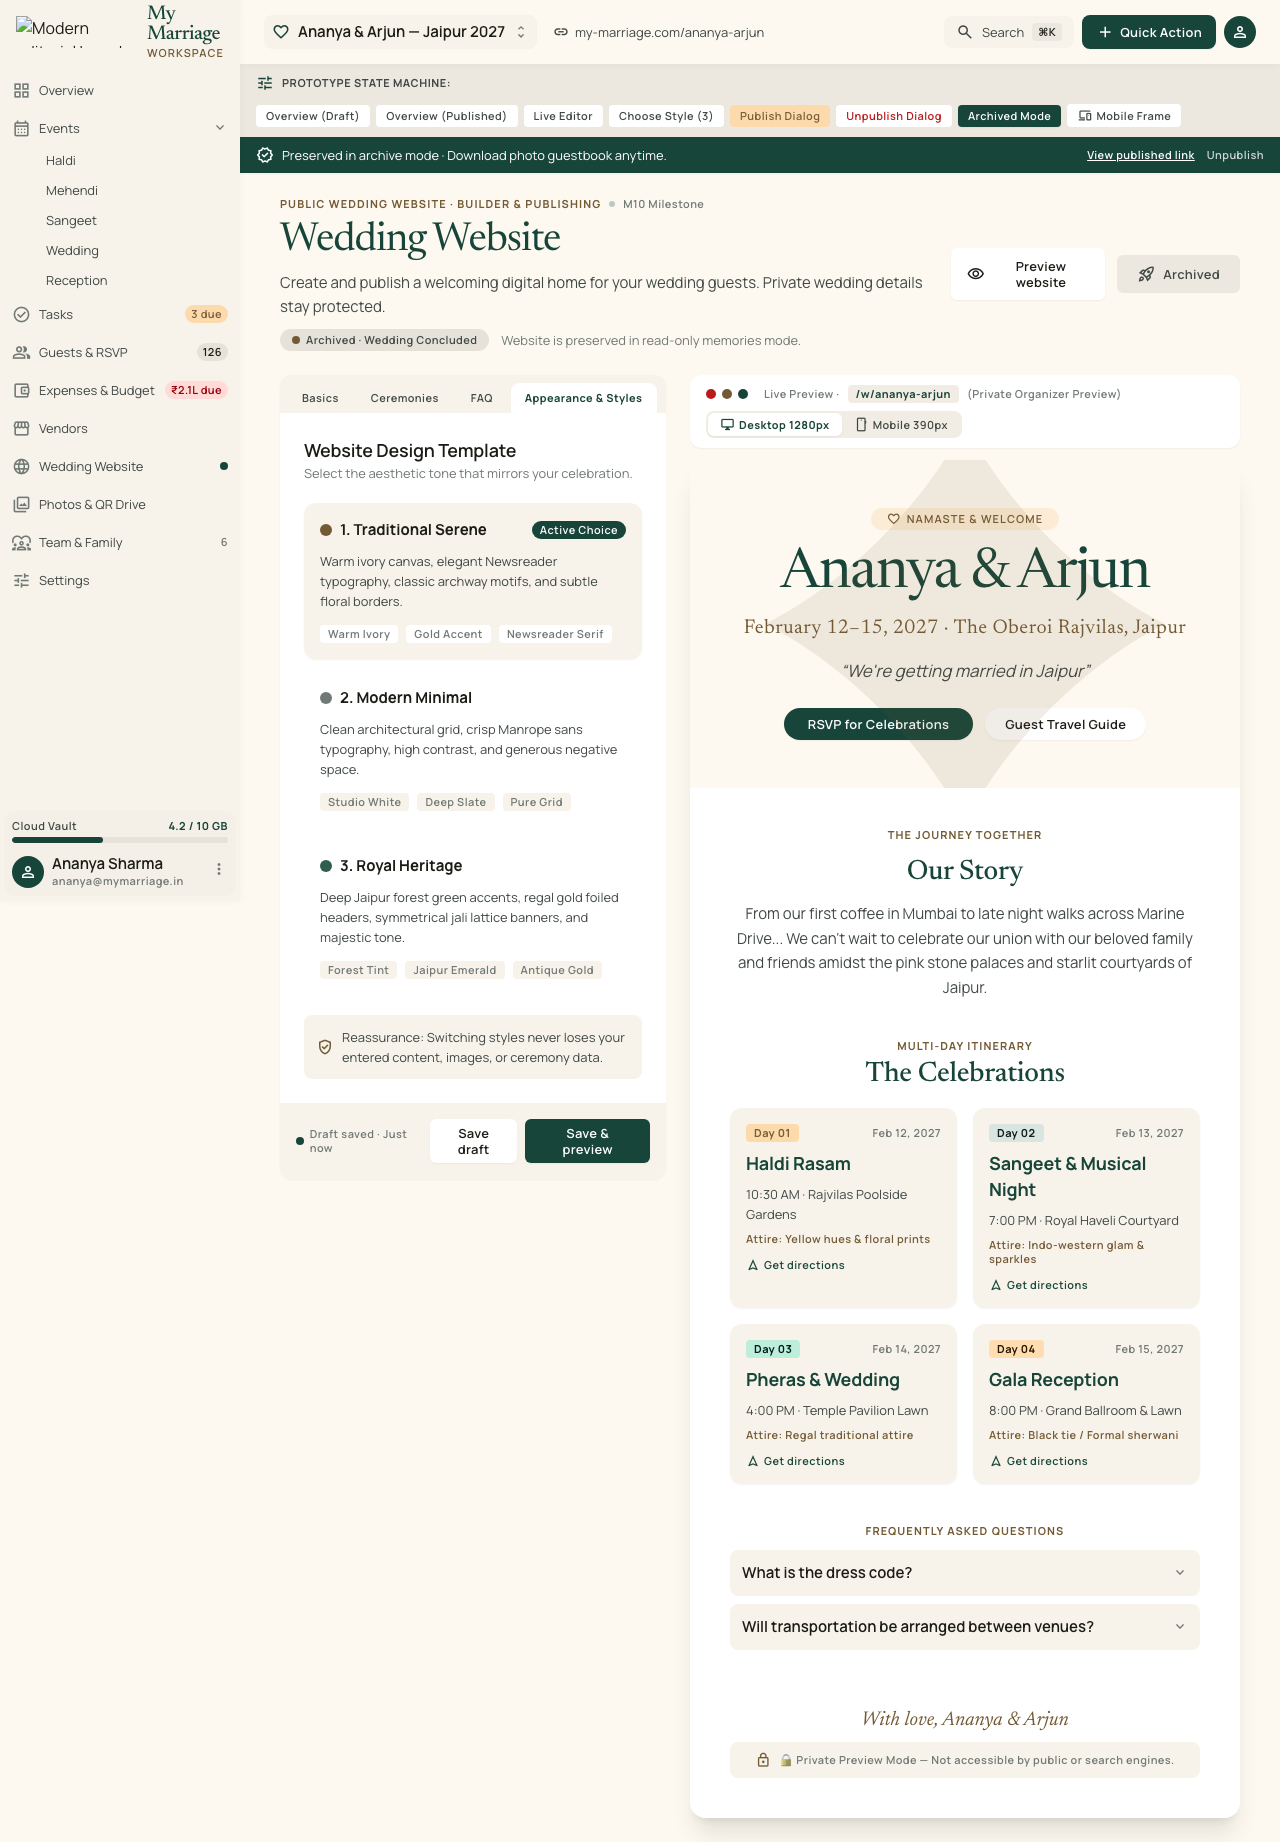 Modern
My
Marriage
WORKSPACE
Ananya & Arjun — Jaipur 2027
my-marriage.com/ananya-arjun
Search ⌘K
Quick Action
Overview
Events
Haldi
Mehendi
Sangeet
Wedding
Reception
Tasks 3 due
Guests & RSVP 126
Expenses & Budget ₹2.1L due
Vendors
Wedding Website
Photos & QR Drive
Team & Family 6
Settings
Cloud Vault 4.2 / 10 GB
Ananya Sharma
ananya@mymarriage.in
PROTOTYPE STATE MACHINE:
Overview (Draft) Overview (Published) Live Editor Choose Style (3) Publish Dialog Unpublish Dialog Archived Mode Mobile Frame
Preserved in archive mode · Download photo guestbook anytime. View published link Unpublish
PUBLIC WEDDING WEBSITE · BUILDER & PUBLISHING M10 Milestone
Wedding Website
Create and publish a welcoming digital home for your wedding guests. Private wedding details
stay protected.
Preview
website
Archived
Archived · Wedding Concluded Website is preserved in read-only memories mode.
Basics Ceremonies FAQ Appearance & Styles
Website Design Template
Select the aesthetic tone that mirrors your celebration.
1. Traditional Serene Active Choice
Warm ivory canvas, elegant Newsreader
typography, classic archway motifs, and subtle
floral borders.
Warm Ivory Gold Accent Newsreader Serif
2. Modern Minimal
Clean architectural grid, crisp Manrope sans
typography, high contrast, and generous negative
space.
Studio White Deep Slate Pure Grid
3. Royal Heritage
Deep Jaipur forest green accents, regal gold foiled
headers, symmetrical jali lattice banners, and
majestic tone.
Forest Tint Jaipur Emerald Antique Gold
Reassurance: Switching styles never loses your
entered content, images, or ceremony data.
Draft saved · Just
now
Save
draft
Save &
preview
Live Preview · /w/ananya-arjun (Private Organizer Preview)
Desktop 1280px Mobile 390px
NAMASTE & WELCOME
Ananya & Arjun
February 12–15, 2027 · The Oberoi Rajvilas, Jaipur
“We're getting married in Jaipur”
RSVP for Celebrations Guest Travel Guide
THE JOURNEY TOGETHER
Our Story
From our first coffee in Mumbai to late night walks across Marine
Drive... We can't wait to celebrate our union with our beloved family
and friends amidst the pink stone palaces and starlit courtyards of
Jaipur.
MULTI-DAY ITINERARY
The Celebrations
Day 01 Feb 12, 2027
Haldi Rasam
10:30 AM · Rajvilas Poolside
Gardens
Attire: Yellow hues & floral prints
Get directions
Day 02 Feb 13, 2027
Sangeet & Musical
Night
7:00 PM · Royal Haveli Courtyard
Attire: Indo-western glam &
sparkles
Get directions
Day 03 Feb 14, 2027
Pheras & Wedding
4:00 PM · Temple Pavilion Lawn
Attire: Regal traditional attire
Get directions
Day 04 Feb 15, 2027
Gala Reception
8:00 PM · Grand Ballroom & Lawn
Attire: Black tie / Formal sherwani
Get directions
FREQUENTLY ASKED QUESTIONS
What is the dress code?
Will transportation be arranged between venues?
With love, Ananya & Arjun
🔒 Private Preview Mode — Not accessible by public or search engines.